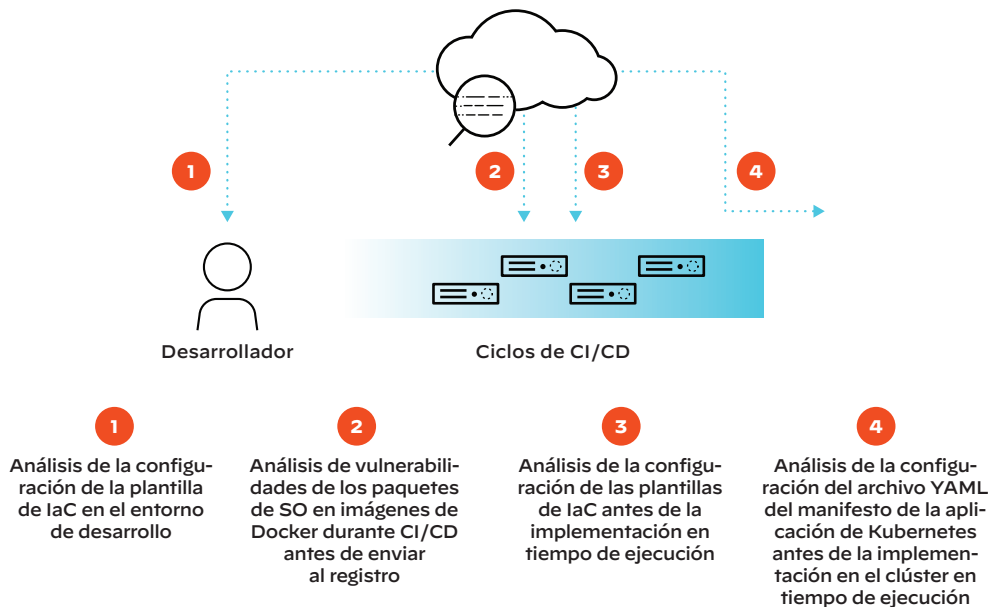 1
2
3
4
Desarrollador
Ciclos de CI/CD
1
Análisis de la configu-
ración de la plantilla
de IaC en el entorno
de desarrollo
2
Análisis de vulnerabili-
dades de los paquetes
de SO en imágenes de
Docker durante CI/CD
antes de enviar
al registro
3
Análisis de la configu-
ración de las plantillas
de IaC antes de la
implementación en
tiempo de ejecución
4
Análisis de la configu-
ración del archivo YAML
del manifesto de la apli-
cación de Kubernetes
antes de la implemen-
tación en el clúster en
tiempo de ejecución